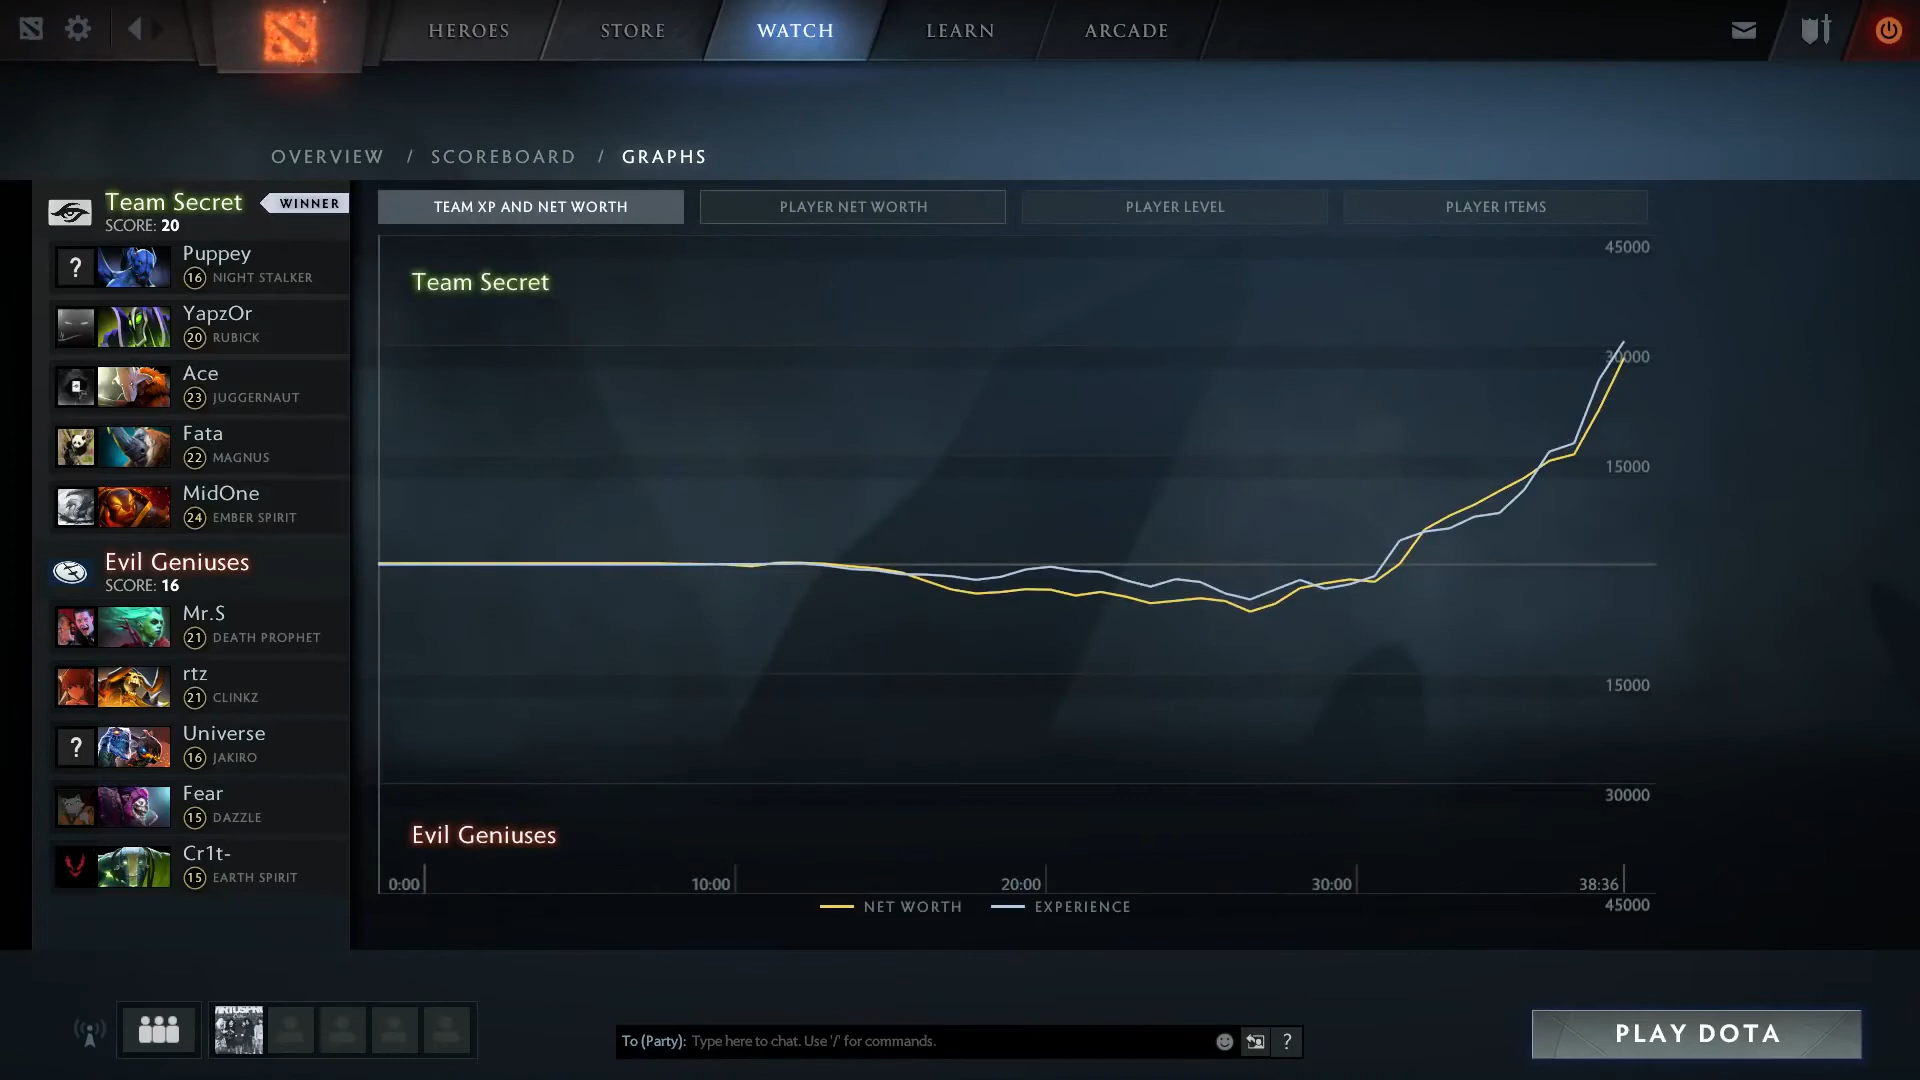 HEROES
STORE
WATCH
LEARN
ARCADE
OVERVIEW / SCOREBOARD / GRAPHS
Team Secret
WINNER
SCORE: 20
? Puppey
16 NIGHT STALKER
YapzOr
20 RUBICK
Ace
23 JUGGERNAUT
Fata
22 MAGNUS
MidOne
24 EMBER SPIRIT
Evil Geniuses
SCORE: 16
Mr.S
21 DEATH PROPHET
rtz
21 CLINKZ
? Universe
16 JAKIRO
Fear
15 DAZZLE
Cr1t-
15 EARTH SPIRIT
TEAM XP AND NET WORTH
PLAYER NET WORTH
PLAYER LEVEL
PLAYER ITEMS
45000
Team Secret
30000
15000
15000
30000
Evil Geniuses
0:00
10:00
20:00
30:00
38:36
45000
NET WORTH
EXPERIENCE
To (Party): Type here to chat. Use '/' for commands.
?
PLAY DOTA